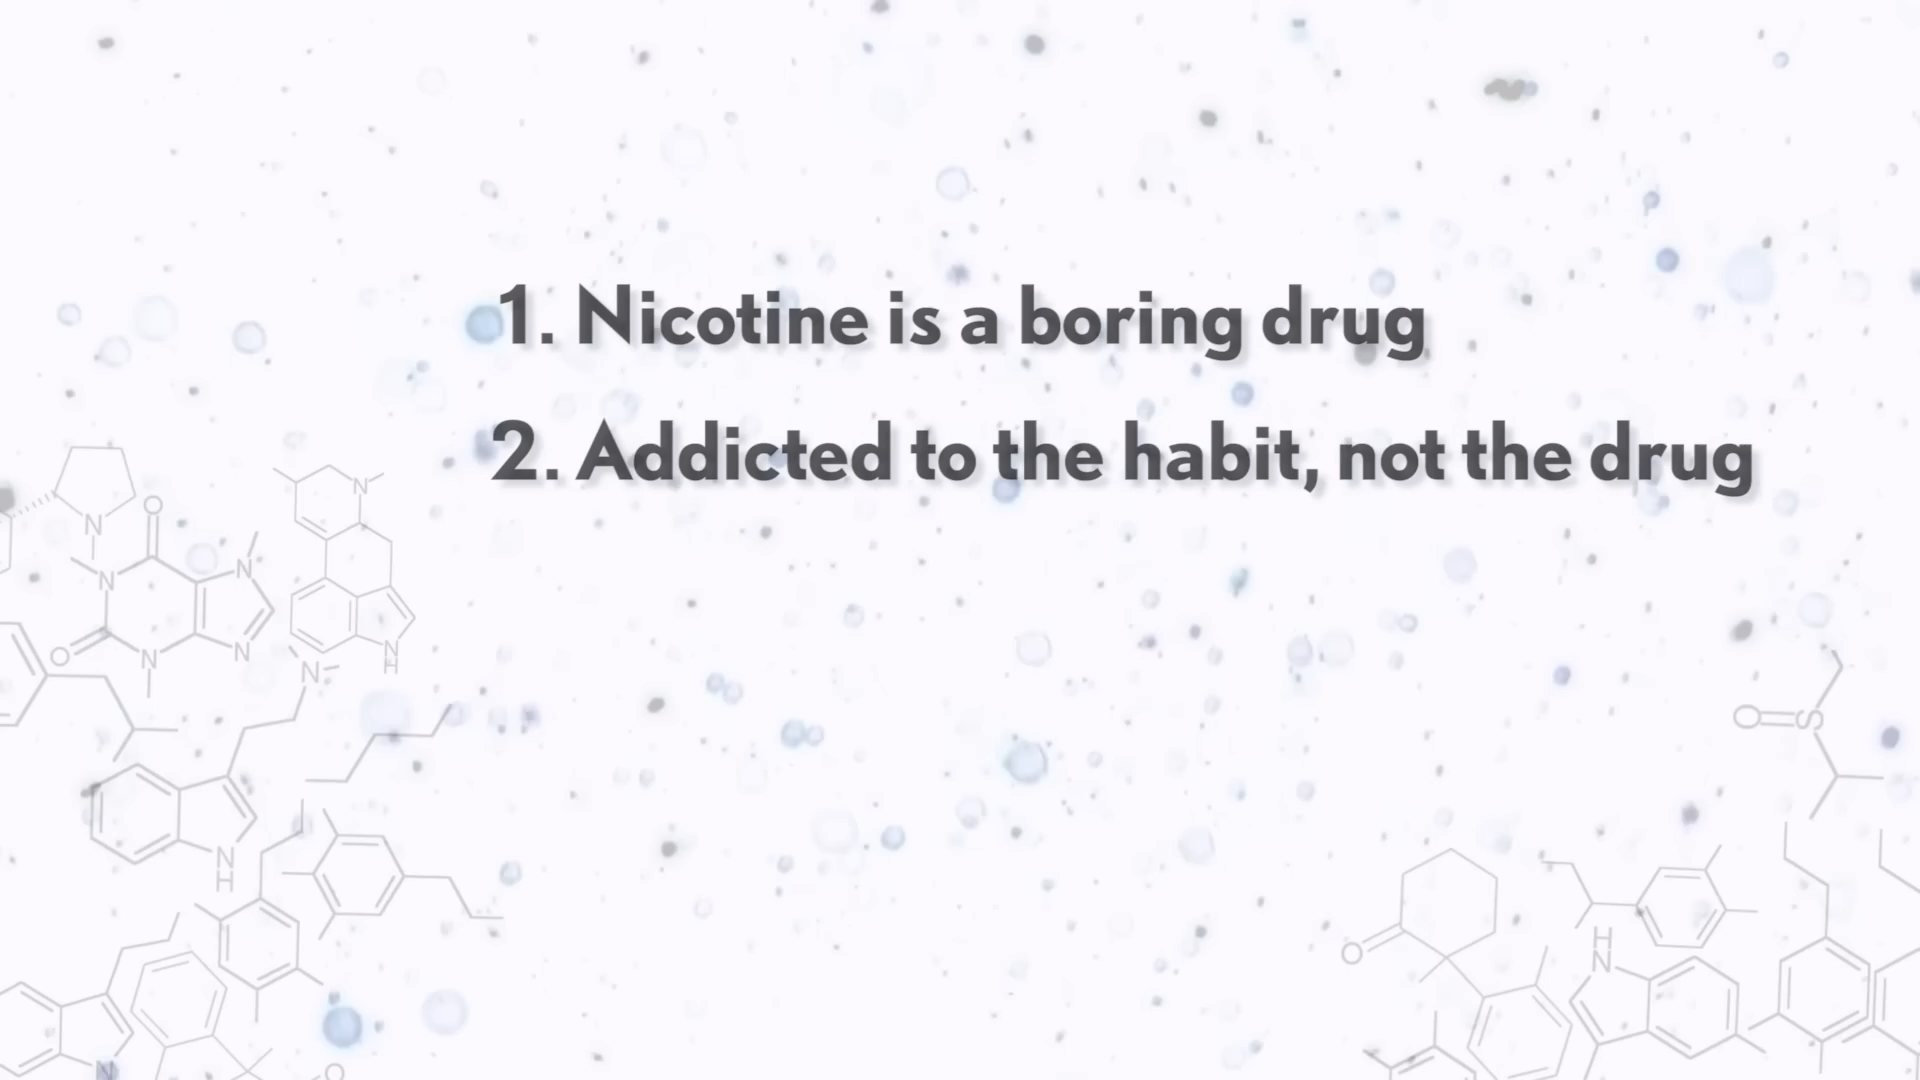 1. Nicotine is a boring drug
2. Addicted to the habit, not the drug